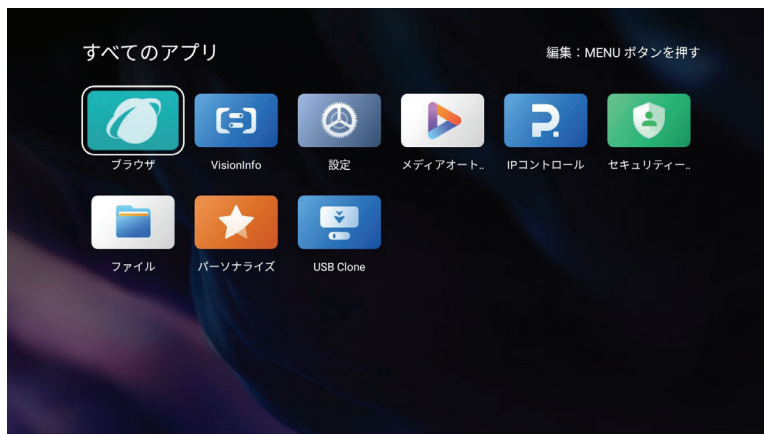 すべてのアプリ
編集：MENU ボタンを押す
ブラウザ
VisionInfo
設定
メディアオート..
IPコントロール
セキュリティー..
ファイル
パーソナライズ
USB Clone